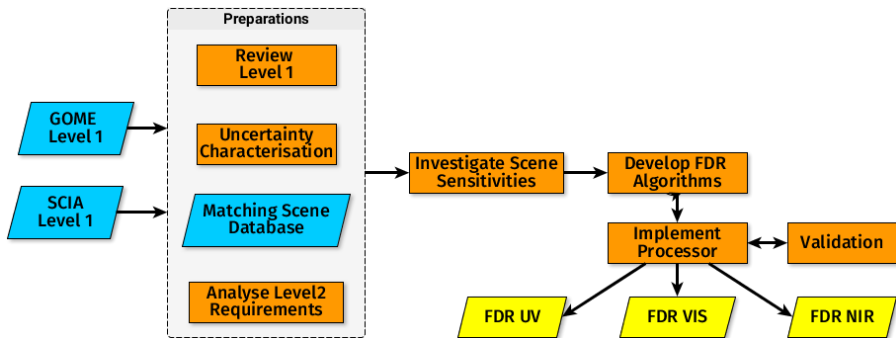 Preparations
Review
Level 1
GOME
Level 1
Uncertainty
Characterisation
SCIA
Level 1
Matching Scene
Database
Analyse Level2
Requirements
Investigate Scene
Sensitivities
Develop FDR
Algorithms
Implement
Processor
Validation
FDR UV
FDR VIS
FDR NIR